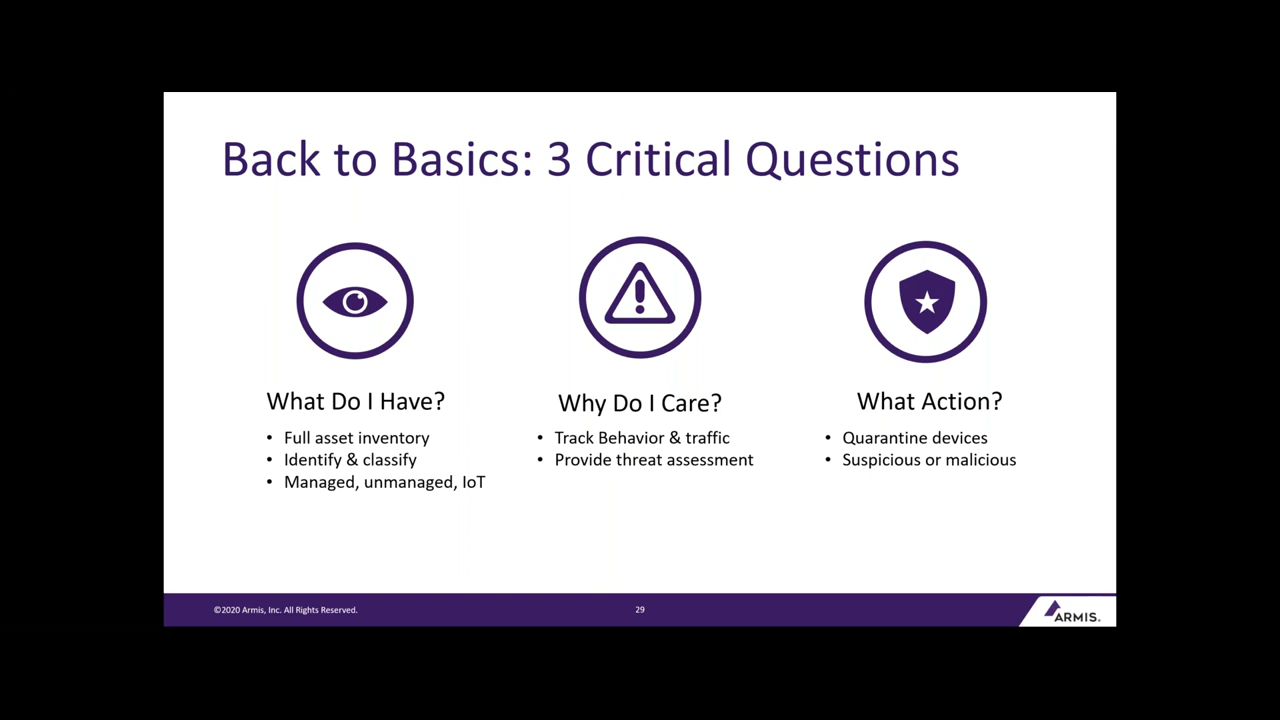 Back to Basics: 3 Critical Questions
What Do I Have?
• Full asset inventory
• Identify & classify
• Managed, unmanaged, IoT
Why Do I Care?
• Track Behavior & traffic
• Provide threat assessment
What Action?
• Quarantine devices
• Suspicious or malicious
©2020 Armis, Inc. All Rights Reserved.
29
ARMIS.